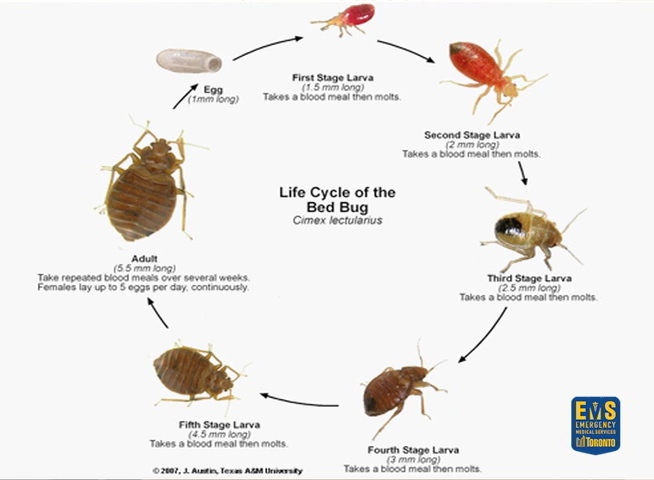 Egg
(1mm long)
First Stage Larva
(1.5 mm long)
Takes a blood meal then molts.
Second Stage Larva
(2 mm long)
Takes a blood meal then molts.
Life Cycle of the
Bed Bug
Cimex lectularius
Third Stage Larva
(2.5 mm long)
Takes a blood meal then molts.
Adult
(5.5 mm long)
Take repeated blood meals over several weeks.
Females lay up to 5 eggs per day, continuously.
Fifth Stage Larva
(4.5 mm long)
Takes a blood meal then molts.
Fourth Stage Larva
(3 mm long)
Takes a blood meal then molts.
© 2007, J. Austin, Texas A&M University
EMS
EMERGENCY
MEDICAL SERVICES
TORONTO